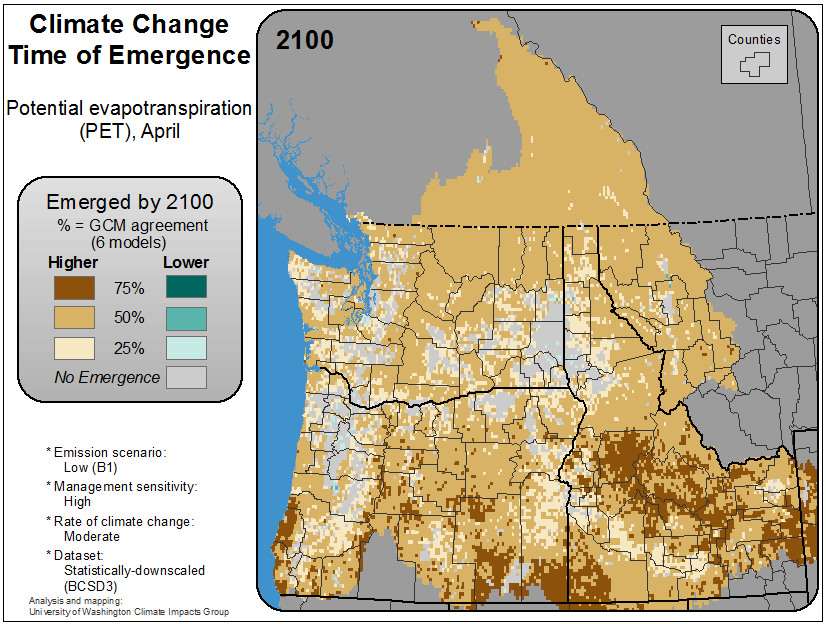 Climate Change
Time of Emergence
Potential evapotranspiration
(PET), April
Emerged by 2100
% = GCM agreement
(6 models)
Higher Lower
75%
50%
25%
No Emergence
* Emission scenario:
Low (B1)
* Management sensitivity:
High
* Rate of climate change:
Moderate
* Dataset:
Statistically-downscaled
(BCSD3)
Analysis and mapping:
University of Washington Climate Impacts Group
2100
Counties